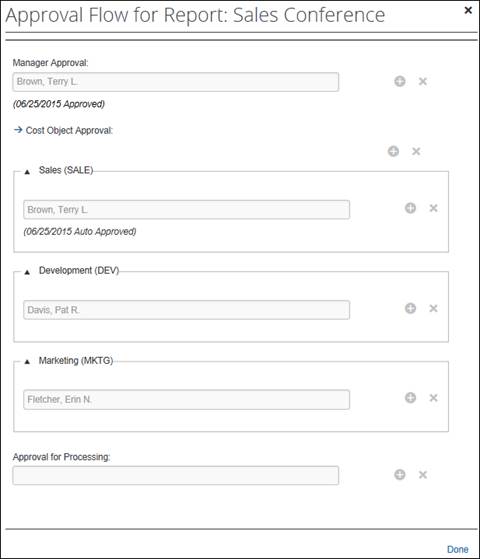 Approval Flow for Report: Sales Conference
Manager Approval:
Brown, Terry L.
(06/25/2015 Approved)
Cost Object Approval:
Sales (SALE)
Brown, Terry L.
(06/25/2015 Auto Approved)
Development (DEV)
Davis, Pat R.
Marketing (MKTG)
Fletcher, Erin N.
Approval for Processing:
Done